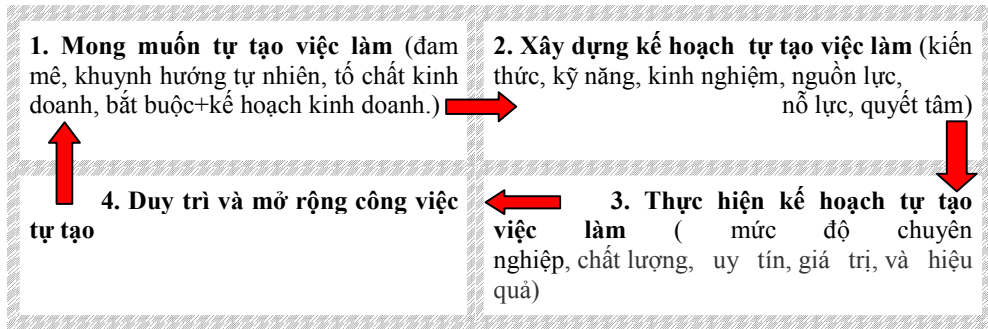 1. Mong muốn tự tạo việc làm (đam
mê, khuynh hướng tự nhiên, tố chất kinh
doanh, bắt buộc+kế hoạch kinh doanh.)
2. Xây dựng kế hoạch tự tạo việc làm (kiến
thức, kỹ năng, kinh nghiệm, nguồn lực,
nỗ lực, quyết tâm)
4. Duy trì và mở rộng công việc
tự tạo
3. Thực hiện kế hoạch tự tạo
việc làm ( mức độ chuyên
nghiệp, chất lượng, uy tín, giá trị, và hiệu
quả)